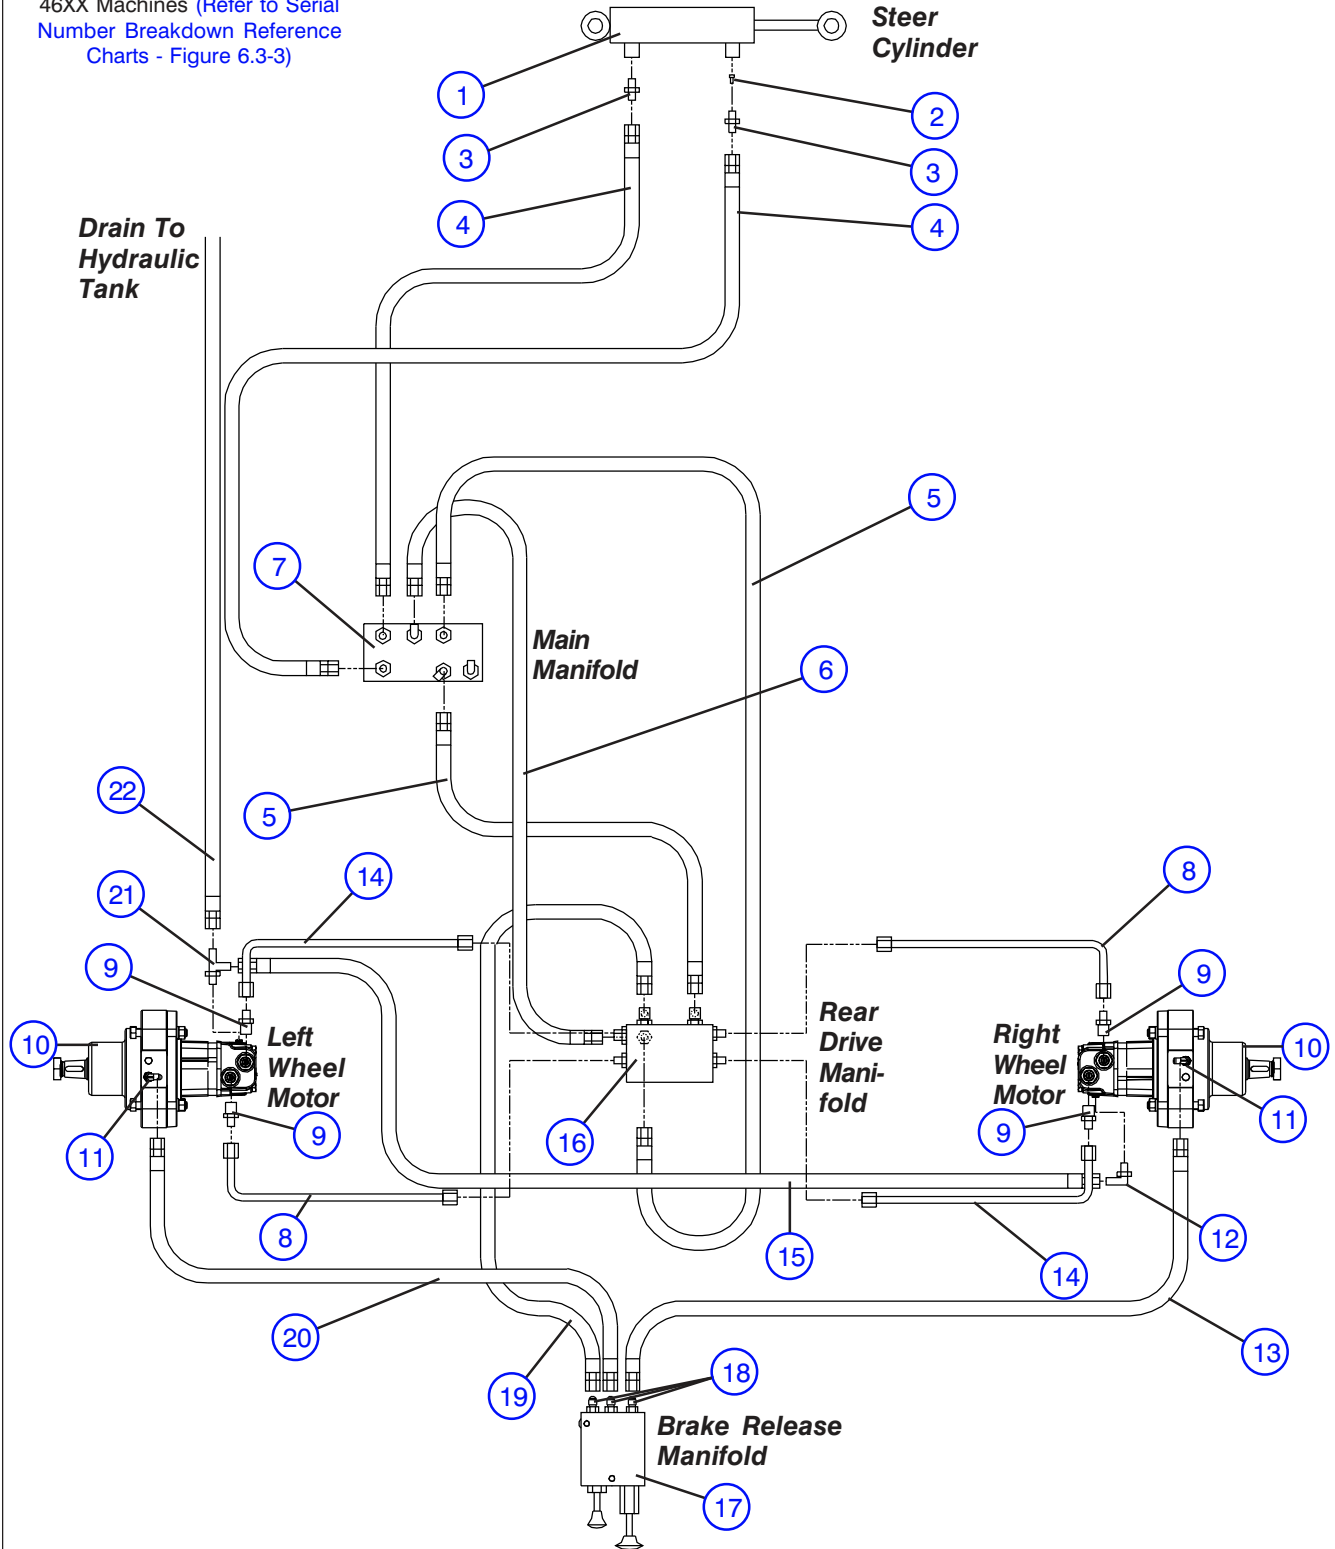 46XX Machines (Refer to Serial
Number Breakdown Reference
Charts - Figure 6.3-3)
Steer
Cylinder
1
2
3
3
4
4
Drain To
Hydraulic
Tank
5
7
Main
Manifold
6
22
5
14
8
21
9
9
10
Left
Wheel
Motor
Rear
Drive
Mani-
fold
Right
Wheel
Motor
10
11
9
16
9
11
8
15
14
12
20
19
18
13
Brake Release
Manifold
17